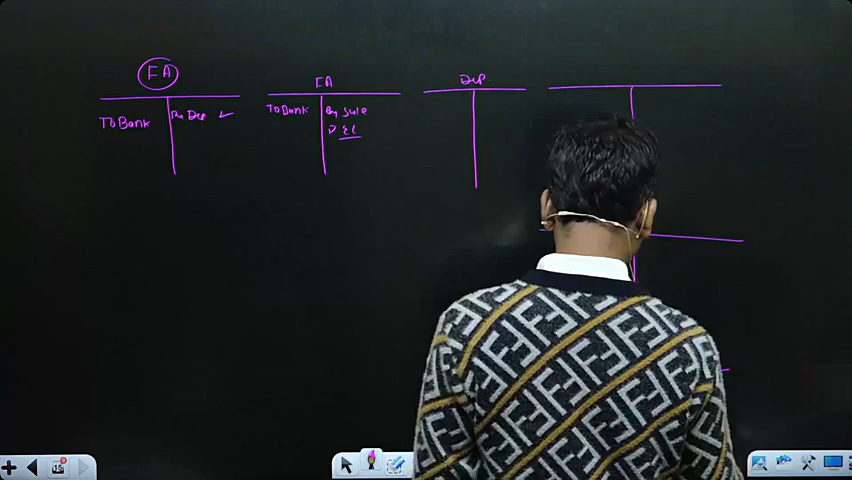 FA
FA
Dep.
To Bank
By Dep ✓
To Bank
By Sale
P &L